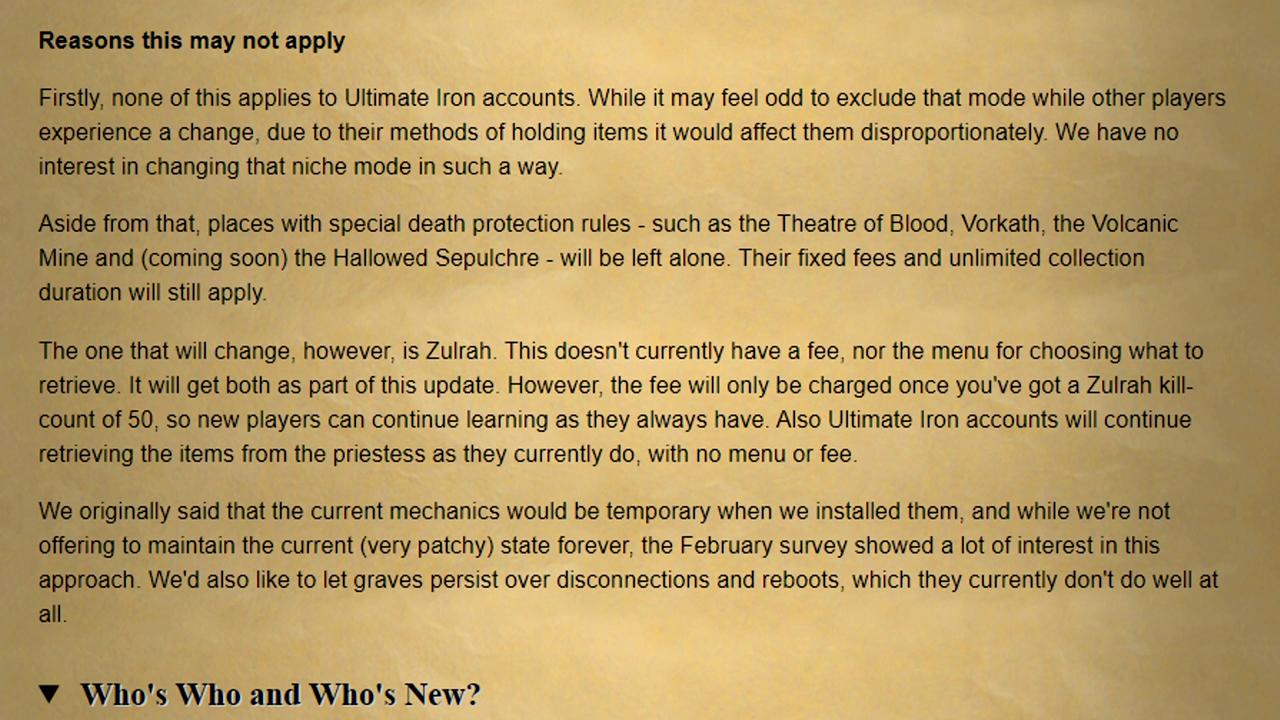 Reasons this may not apply
Firstly, none of this applies to Ultimate Iron accounts. While it may feel odd to exclude that mode while other players
experience a change, due to their methods of holding items it would affect them disproportionately. We have no
interest in changing that niche mode in such a way.
Aside from that, places with special death protection rules - such as the Theatre of Blood, Vorkath, the Volcanic
Mine and (coming soon) the Hallowed Sepulchre - will be left alone. Their fixed fees and unlimited collection
duration will still apply.
The one that will change, however, is Zulrah. This doesn't currently have a fee, nor the menu for choosing what to
retrieve. It will get both as part of this update. However, the fee will only be charged once you've got a Zulrah kill-
count of 50, so new players can continue learning as they always have. Also Ultimate Iron accounts will continue
retrieving the items from the priestess as they currently do, with no menu or fee.
We originally said that the current mechanics would be temporary when we installed them, and while we're not
offering to maintain the current (very patchy) state forever, the February survey showed a lot of interest in this
approach. We'd also like to let graves persist over disconnections and reboots, which they currently don't do well at
all.
▼ Who's Who and Who's New?